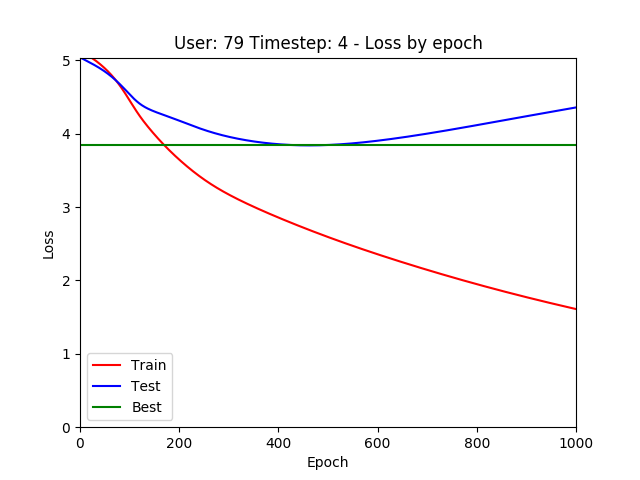 User: 79 Timestep: 4 - Loss by epoch
5
4
3
2
1
0
Loss
Train
Test
Best
0 200 400 600 800 1000
Epoch